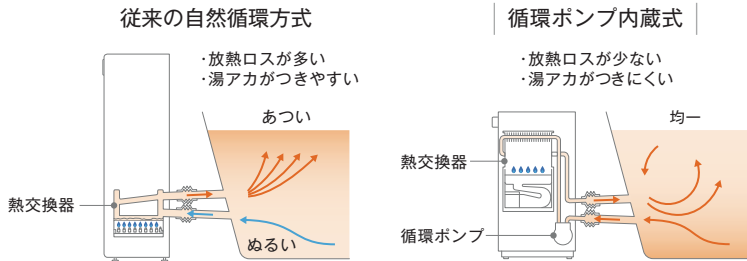 従来の自然循環方式
・放熱ロスが多い
・湯アカがつきやすい
あつい
熱交換器
ぬるい
循環ポンプ内蔵式
・放熱ロスが少ない
・湯アカがつきにくい
均一
熱交換器
循環ポンプ